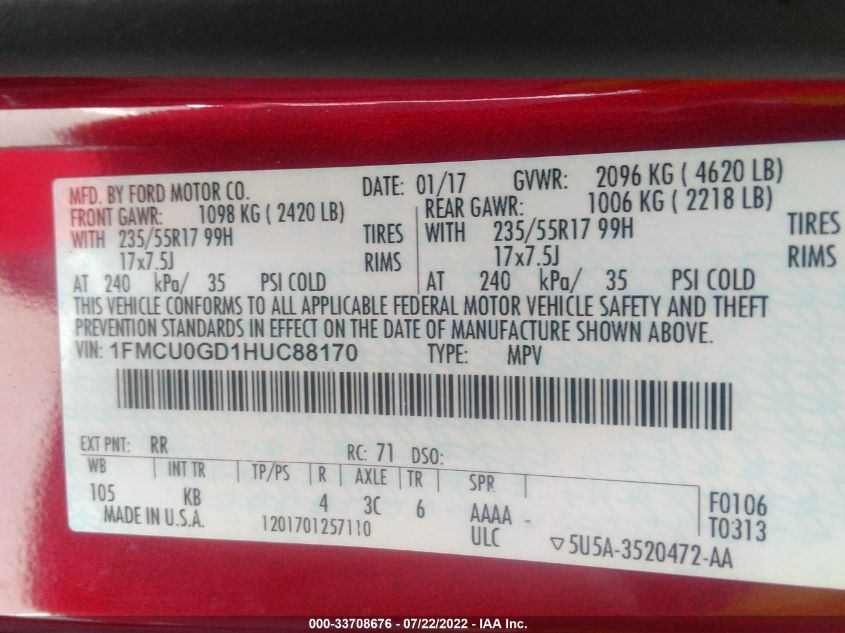 MFD. BY FORD MOTOR CO. DATE: 01/17 GVWR: 2096 KG ( 4620 LB)
FRONT GAWR: 1098 KG ( 2420 LB) REAR GAWR: 1006 KG ( 2218 LB)
WITH 235/55R17 99H TIRES WITH 235/55R17 99H TIRES
17x7.5J RIMS 17x7.5J RIMS
AT 240 kPa/ 35 PSI COLD AT 240 kPa/ 35 PSI COLD
THIS VEHICLE CONFORMS TO ALL APPLICABLE FEDERAL MOTOR VEHICLE SAFETY AND THEFT
PREVENTION STANDARDS IN EFFECT ON THE DATE OF MANUFACTURE SHOWN ABOVE.
VIN: 1FMCU0GD1HUC88170 TYPE: MPV
EXT PNT: RR RC: 71 DSO:
WB INT TR TP/PS R AXLE TR SPR
105 KB 4 3C 6 AAAA - F0106
MADE IN U.S.A. 1201701257110 ULC T0313
▽5U5A-3520472-AA
000-33708676 - 07/22/2022 - IAA Inc.